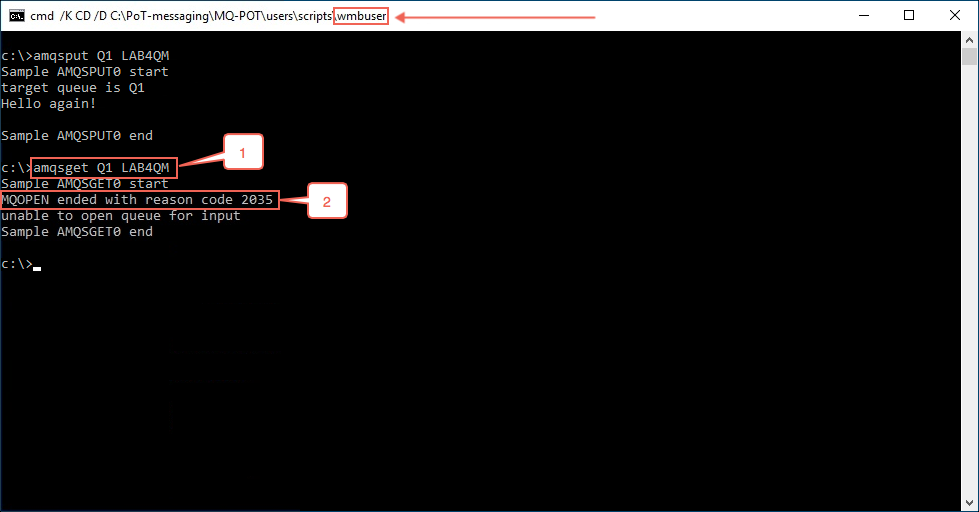 cmd /K CD /D C:\PoT-messaging\MQ-POT\users\scripts\wmbuser
c:\>amqsput Q1 LAB4QM
Sample AMQSPUT0 start
target queue is Q1
Hello again!
Sample AMQSPUT0 end
1
c:\>amqsget Q1 LAB4QM
Sample AMQSGET0 start
MQOPEN ended with reason code 2035
2
unable to open queue for input
Sample AMQSGET0 end
c:\>